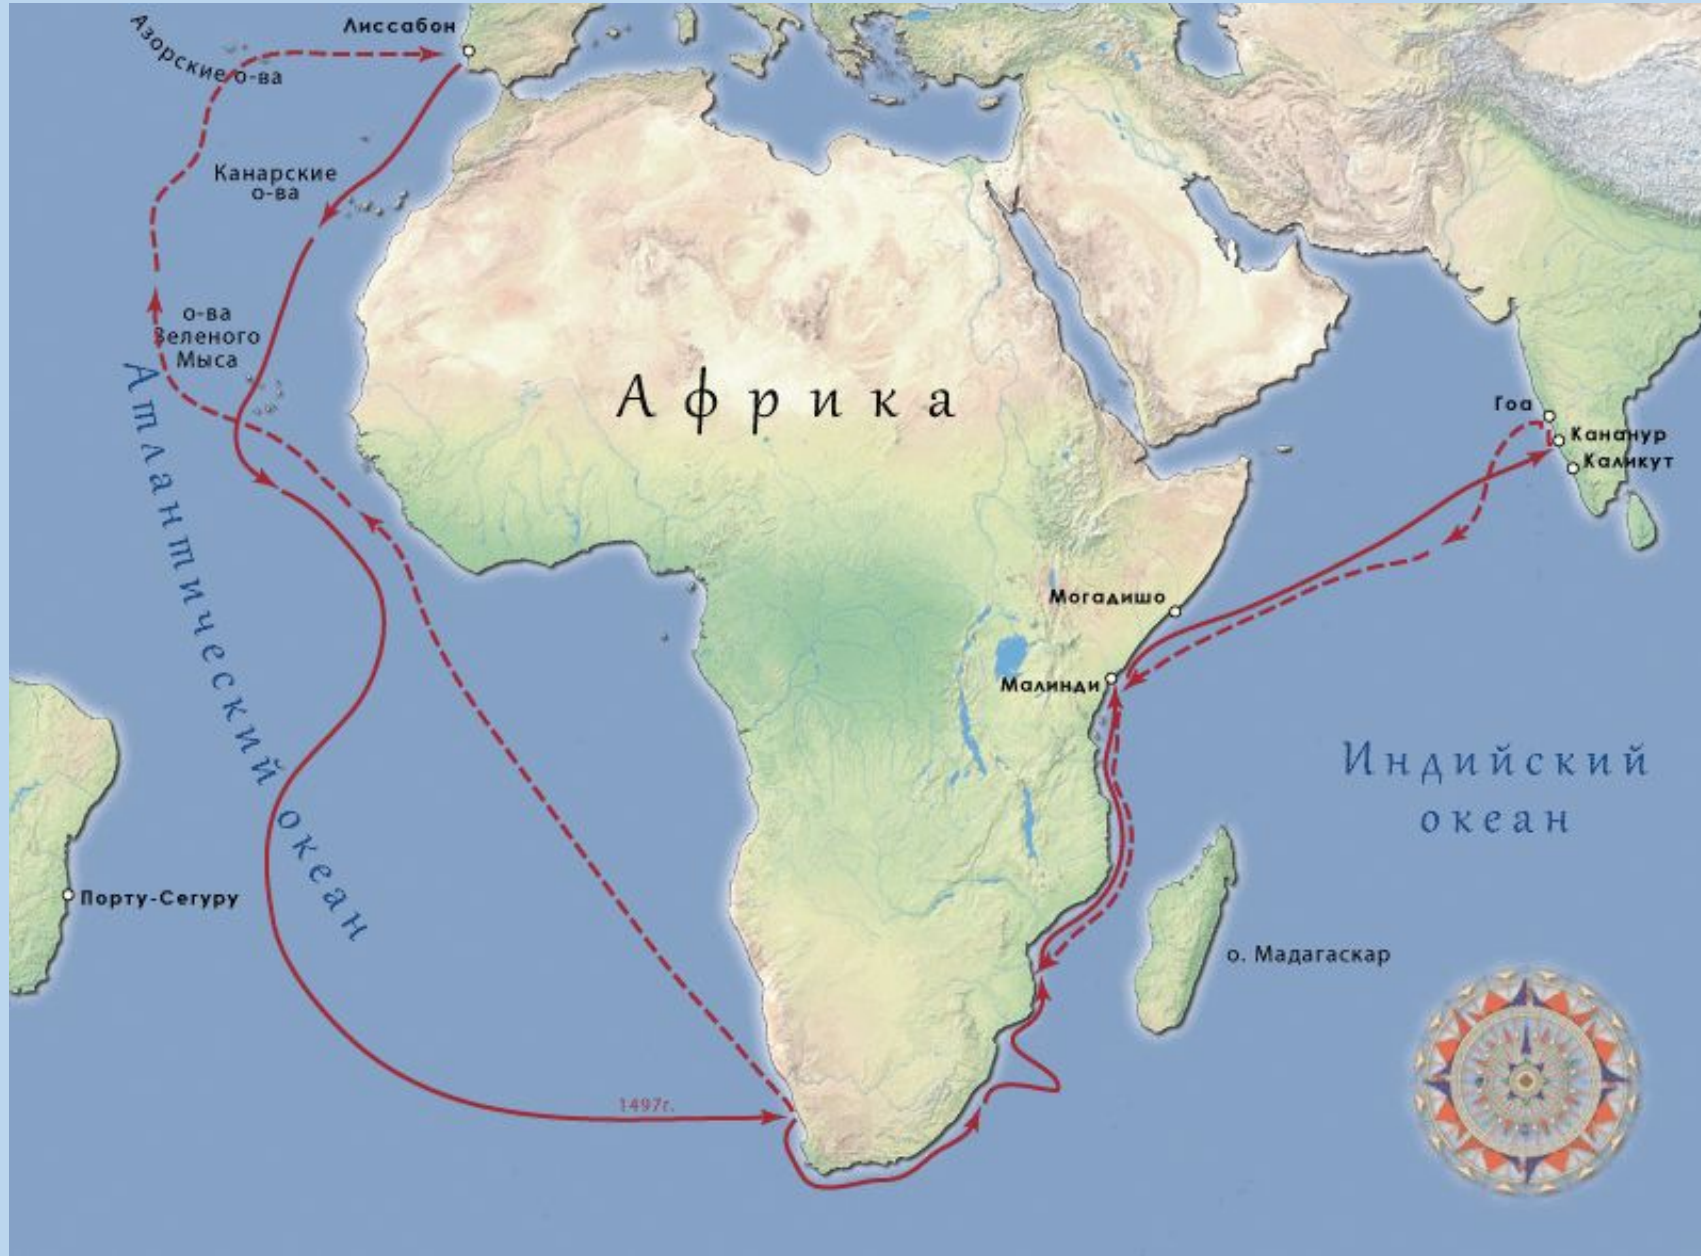 Лиссабон
Азорские о-ва
Канарские
о-ва
о-ва
Зеленого
Мыса
Атлантический океан
Африка
Гоа
Кананур
Каликут
Могадишо
Малинди
Индийский
океан
Порту-Сегуру
о. Мадагаскар
1497г.